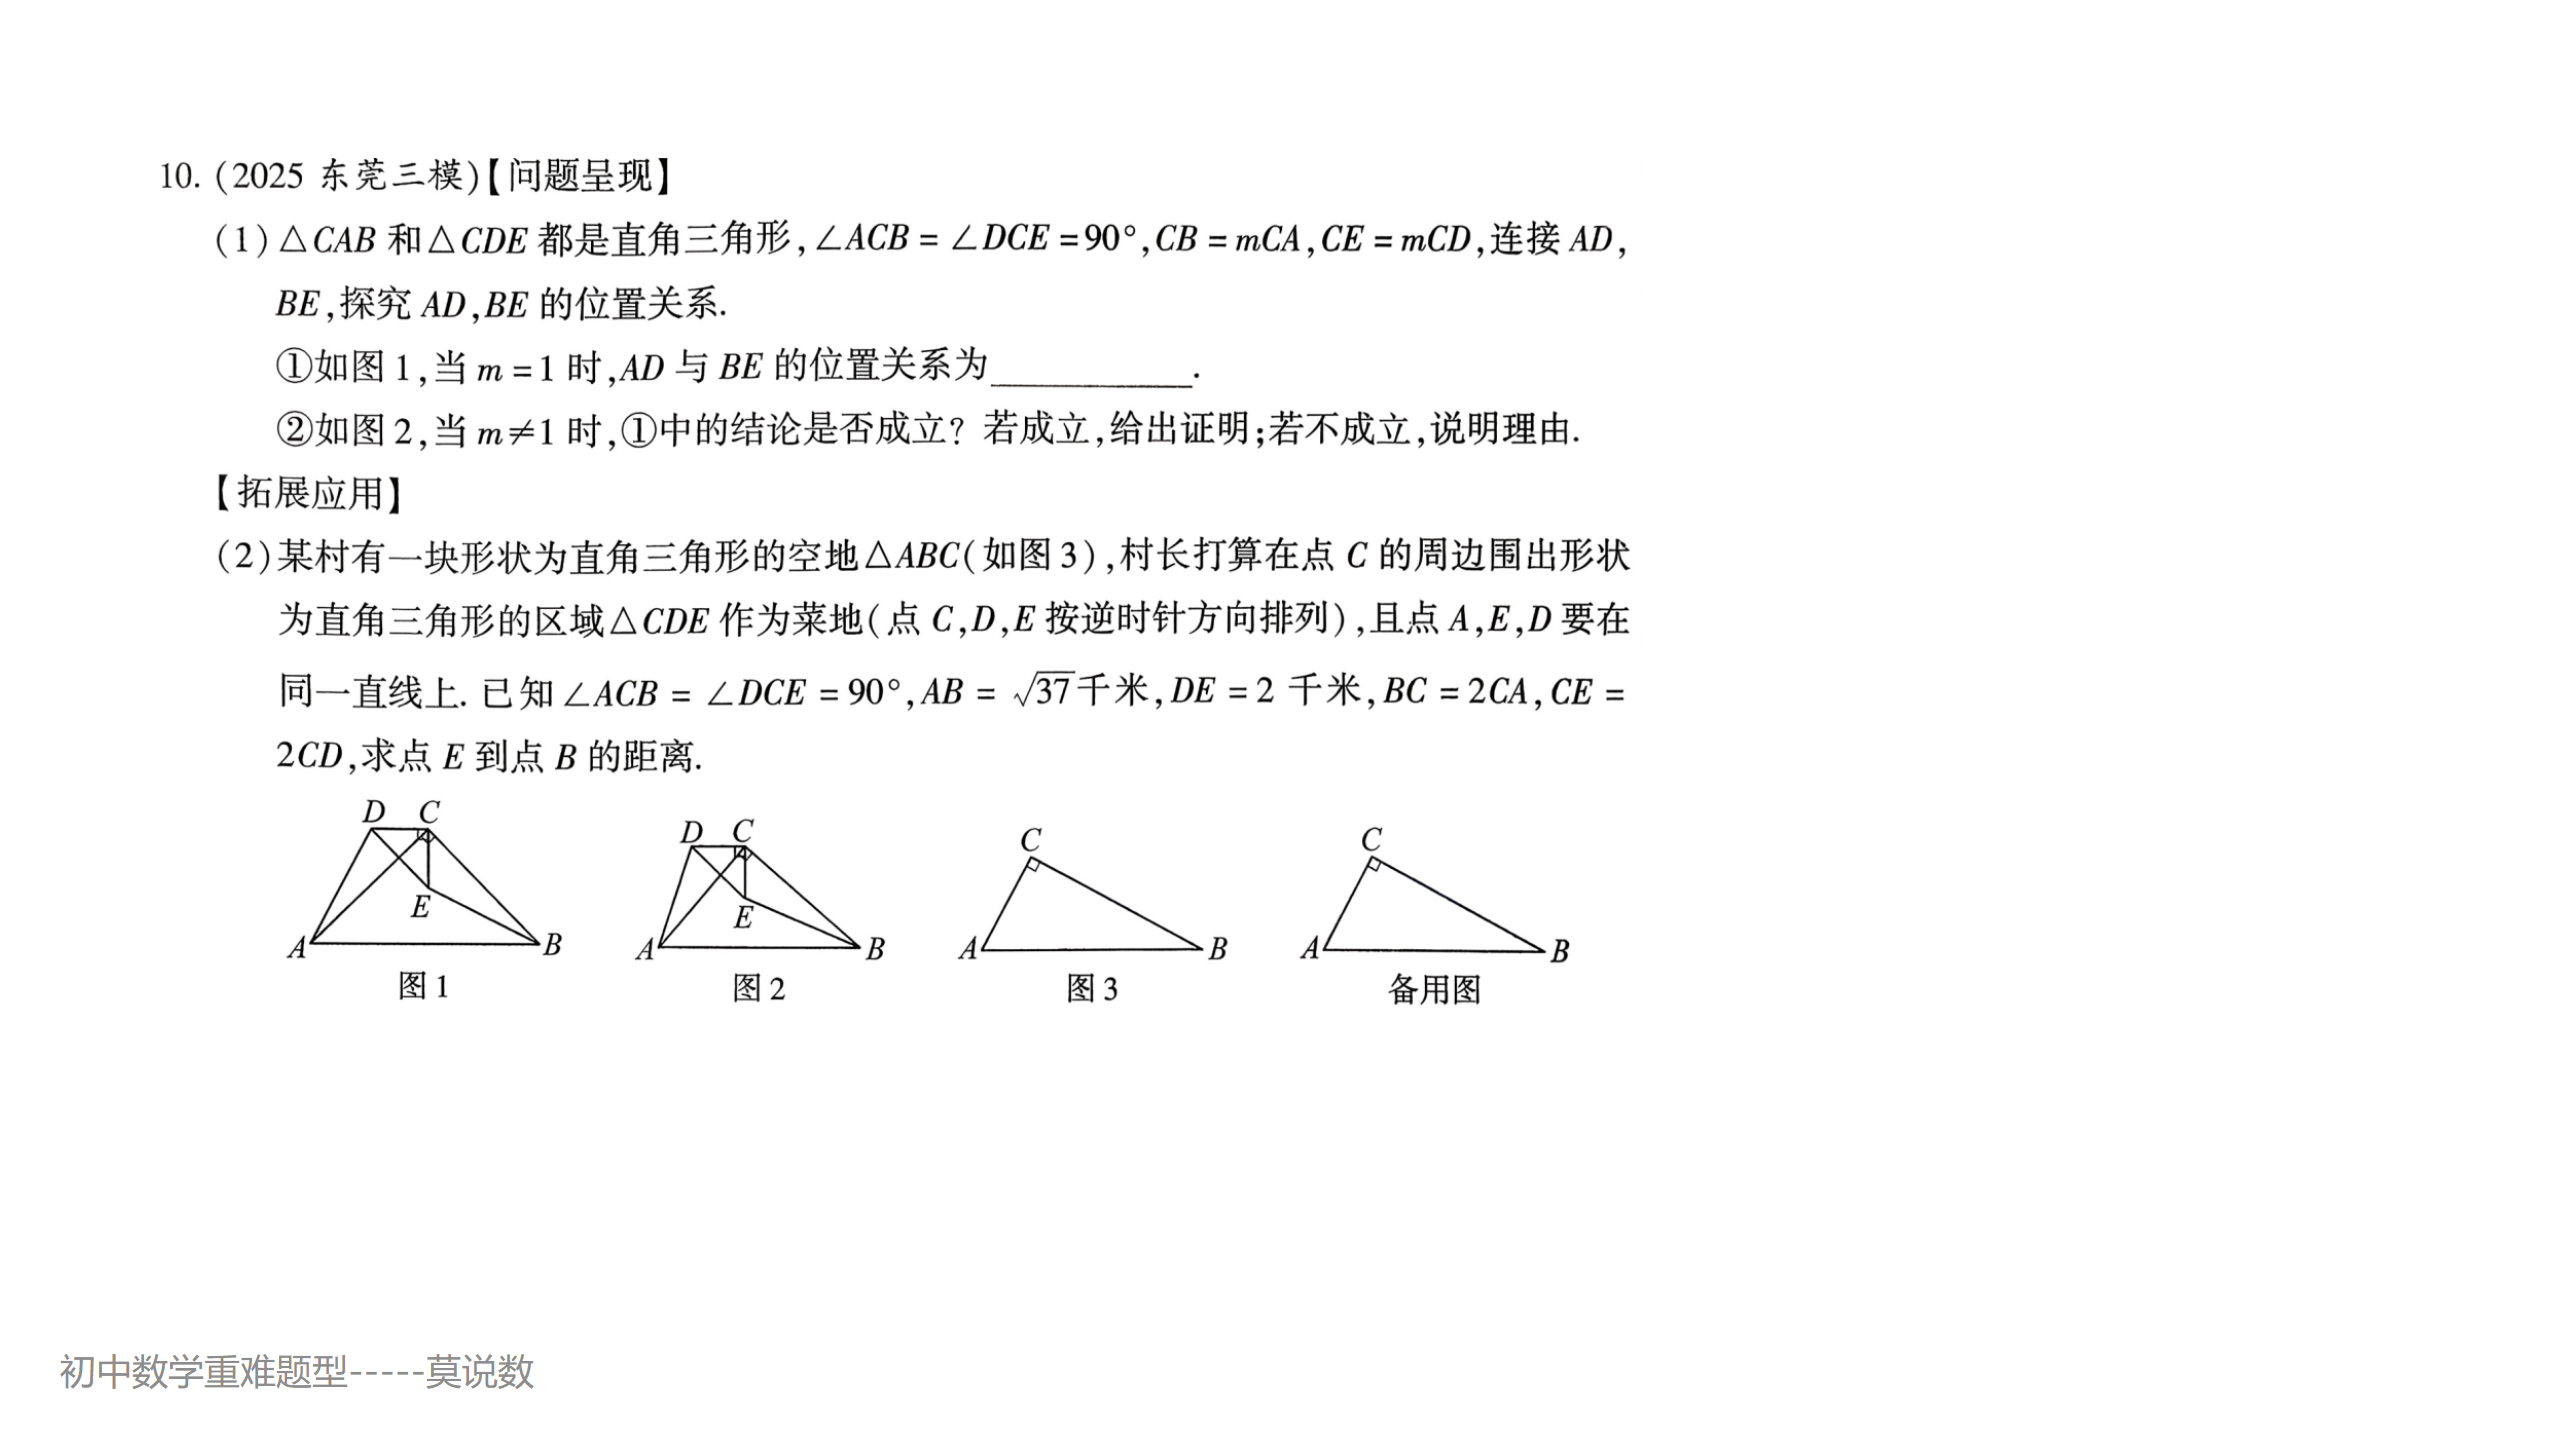 10. (2025 东莞三模)【问题呈现】
(1)△CAB 和△CDE 都是直角三角形,∠ACB = ∠DCE = 90°,CB = mCA,CE = mCD,连接 AD,
BE,探究 AD,BE 的位置关系.
①如图 1,当 m = 1 时,AD 与 BE 的位置关系为__________.
②如图 2,当 m≠1 时,①中的结论是否成立? 若成立,给出证明;若不成立,说明理由.
【拓展应用】
(2)某村有一块形状为直角三角形的空地△ABC(如图 3),村长打算在点 C 的周边围出形状
为直角三角形的区域△CDE 作为菜地(点 C,D,E 按逆时针方向排列),且点 A,E,D 要在
同一直线上. 已知∠ACB = ∠DCE = 90°,AB = √37千米,DE = 2 千米,BC = 2CA,CE =
2CD,求点 E 到点 B 的距离.
D C
E
A B
图 1
D C
E
A B
图 2
C
A B
图 3
C
A B
备用图
初中数学重难题型-----莫说数